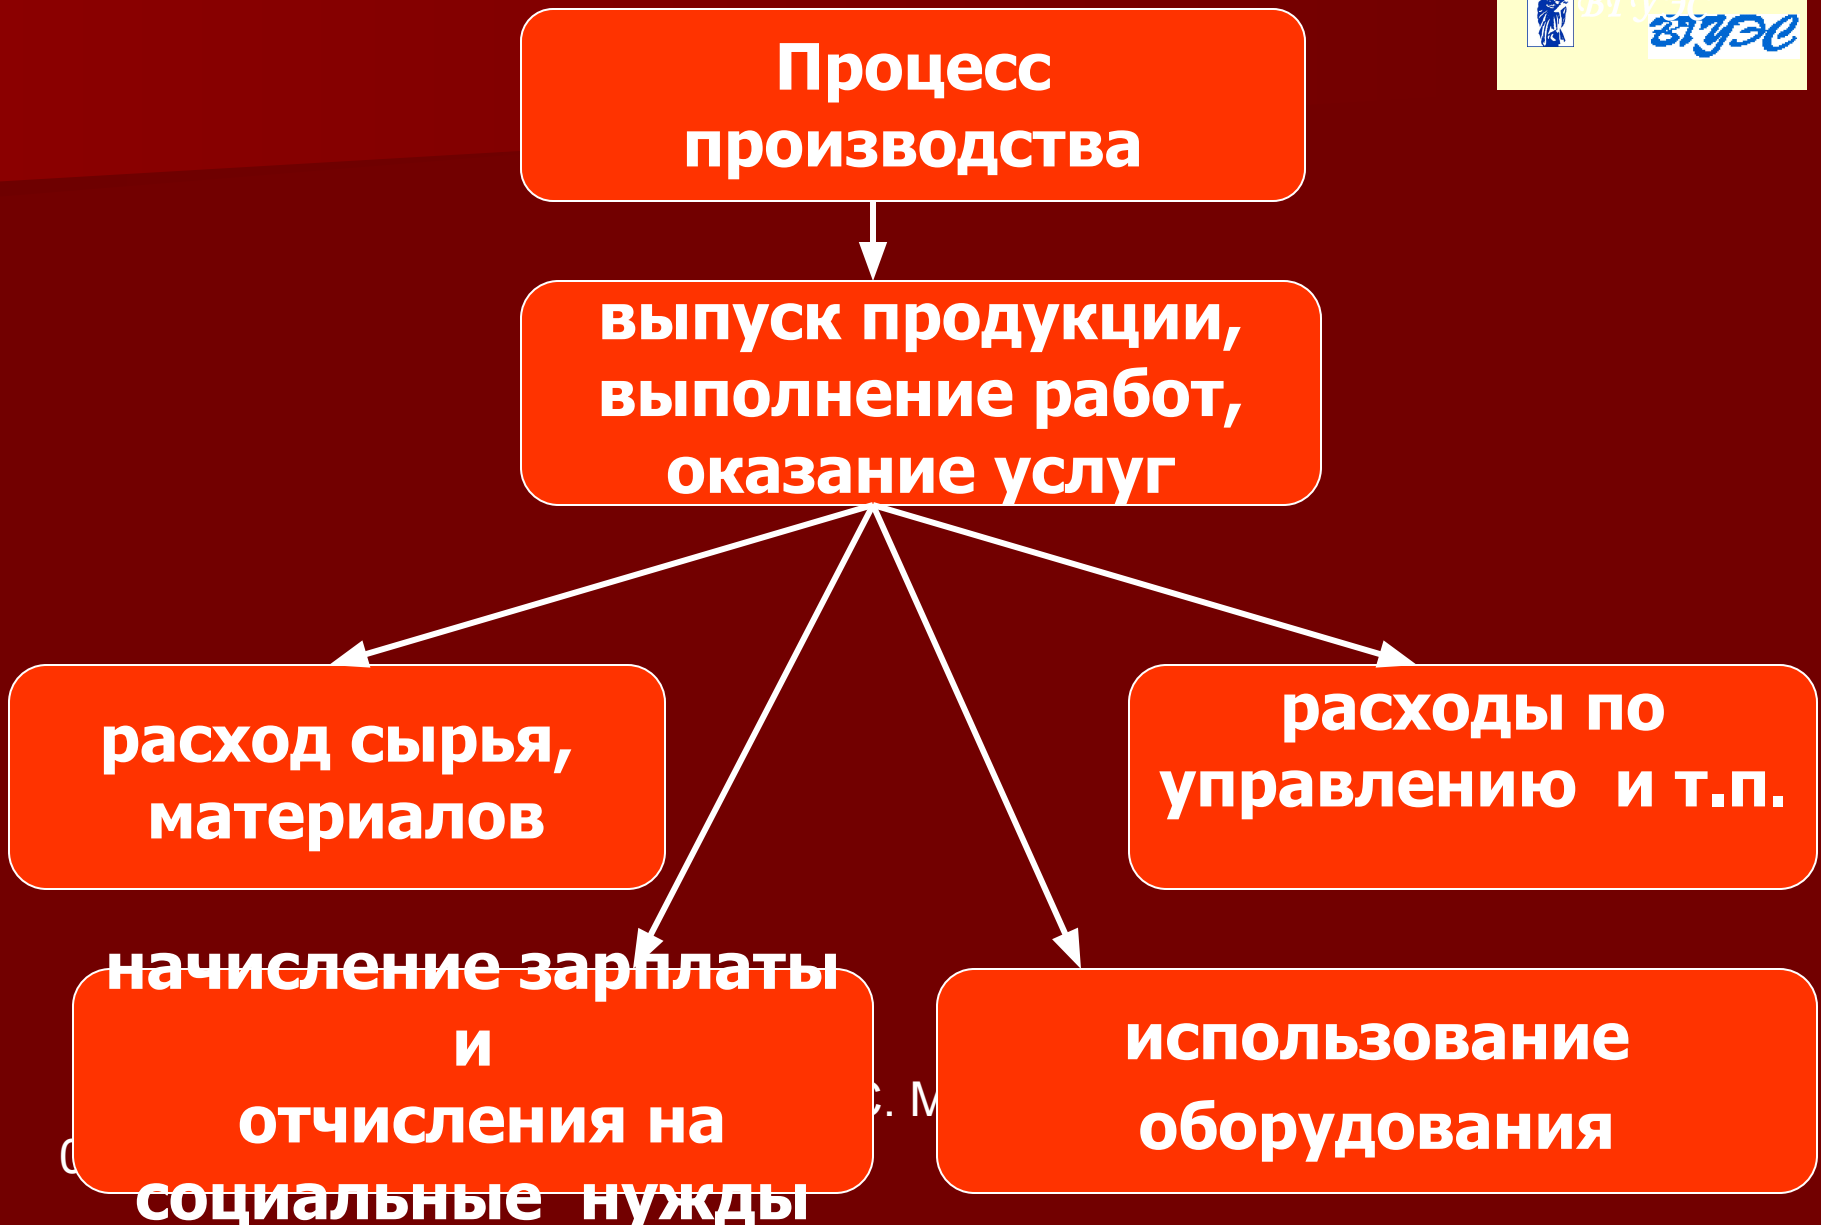 ВГУЭС
Процесс
производства
выпуск продукции,
выполнение работ,
оказание услуг
расход сырья,
материалов
расходы по
управлению и т.п.
начисление зарплаты
и
отчисления на
социальные нужды
использование
оборудования